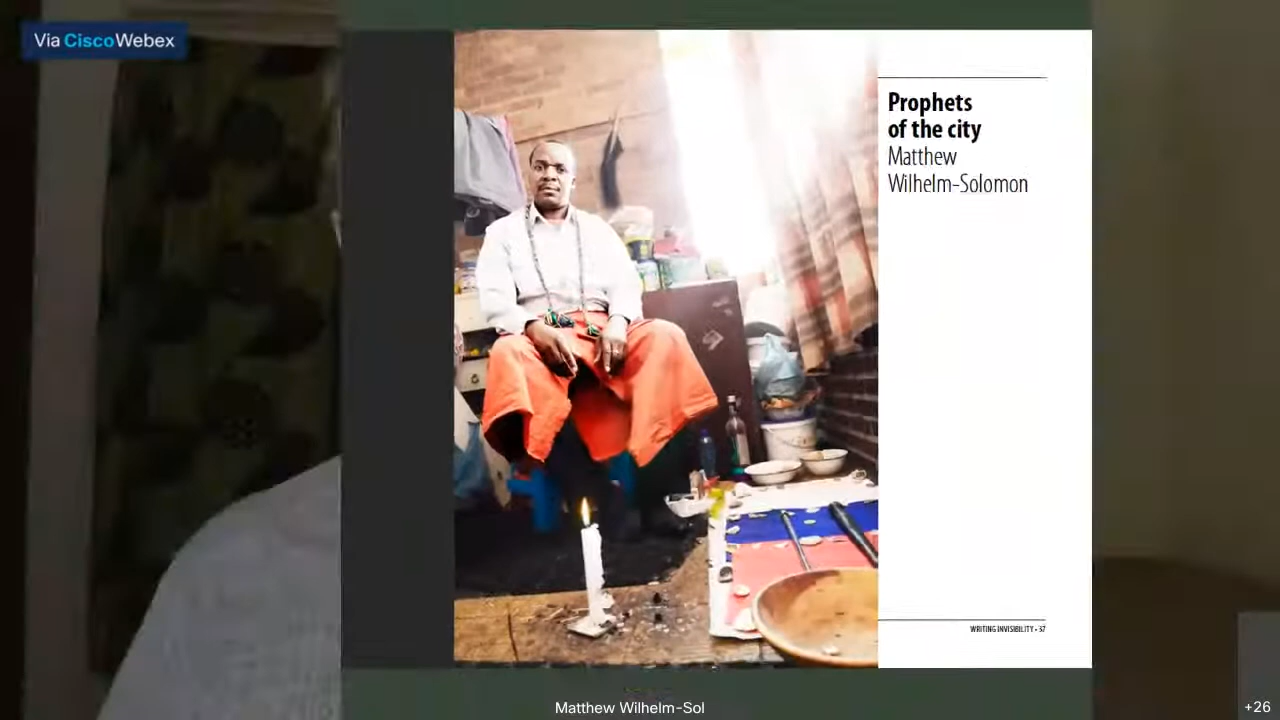 Via CiscoWebex
Prophets
of the city
Matthew
Wilhelm-Solomon
WRITING INVISIBILITY • 37
Matthew Wilhelm-Sol
+26